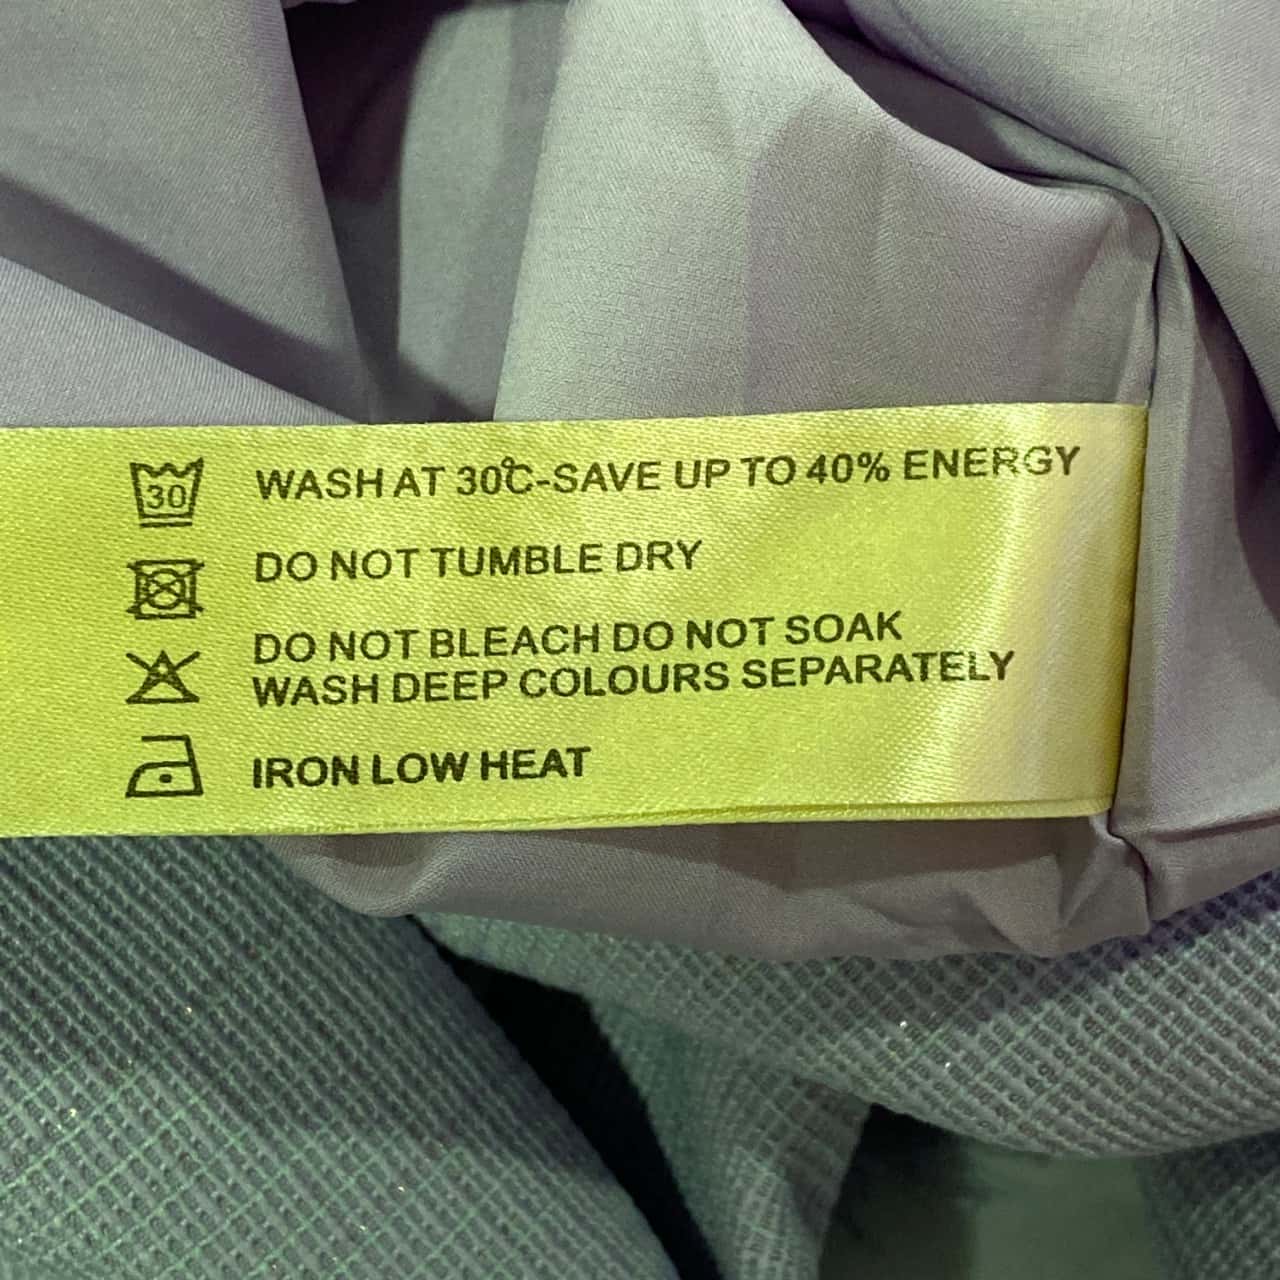 30 WASH AT 30℃-SAVE UP TO 40% ENERGY
DO NOT TUMBLE DRY
DO NOT BLEACH DO NOT SOAK
WASH DEEP COLOURS SEPARATELY
IRON LOW HEAT